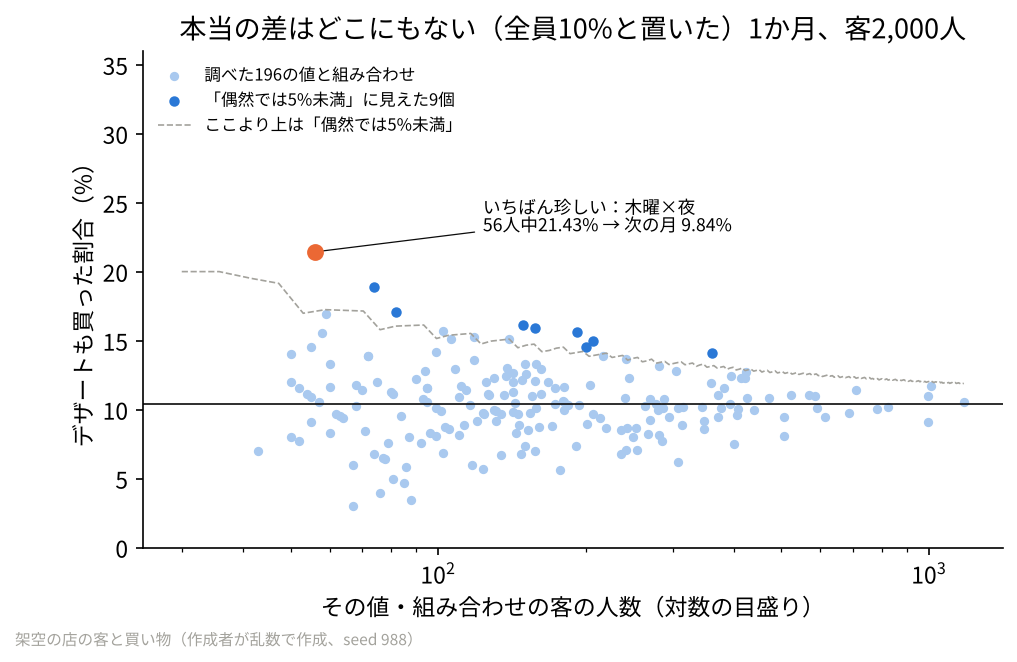 本当の差はどこにもない（全員10%と置いた）1か月、客2,000人
調べた196の値と組み合わせ
「偶然では5%未満」に見えた9個
ここより上は「偶然では5%未満」
いちばん珍しい：木曜×夜
56人中21.43% → 次の月 9.84%
デザートも買った割合（%）
35
30
25
20
15
10
5
0
10²
10³
その値・組み合わせの客の人数（対数の目盛り）
架空の店の客と買い物（作成者が乱数で作成、seed 988）